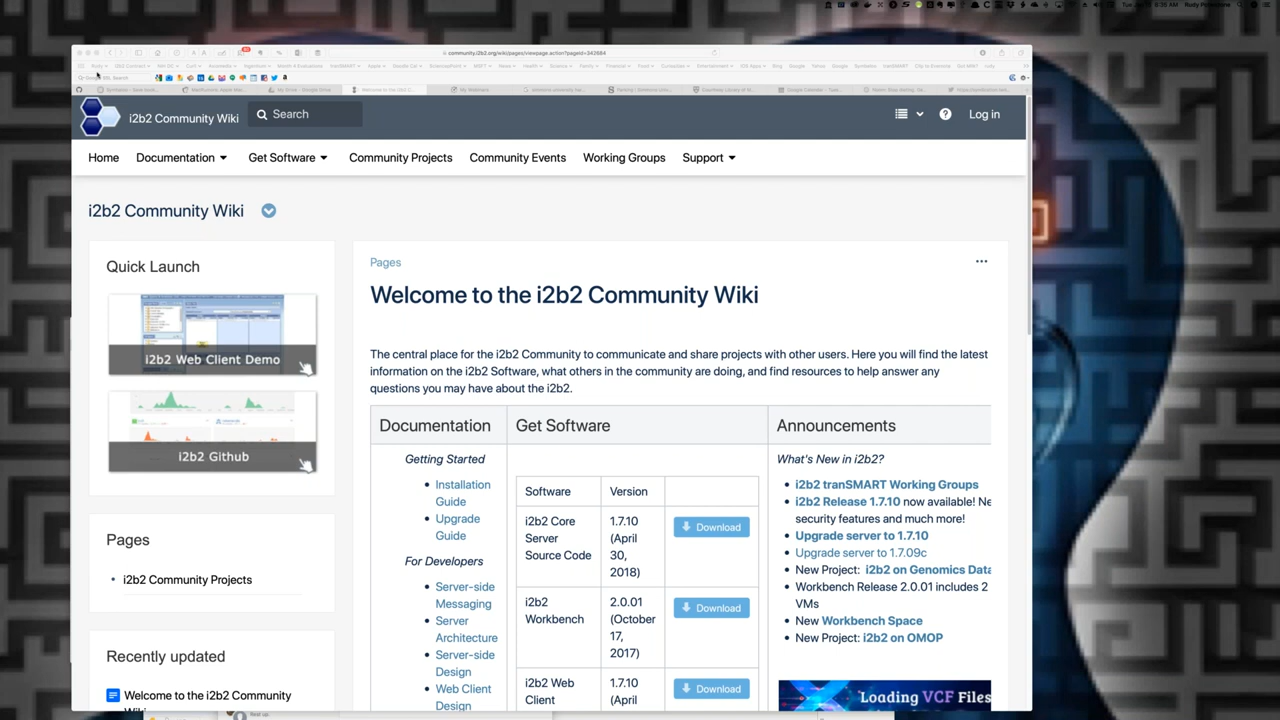 community.i2b2.org/wiki/pages/viewpage.action?pageId=342684
i2b2 Community Wiki
Search
Log in
Home
Documentation
Get Software
Community Projects
Community Events
Working Groups
Support
i2b2 Community Wiki
Quick Launch
i2b2 Web Client Demo
i2b2 Github
Pages
i2b2 Community Projects
Recently updated
Welcome to the i2b2 Community
Pages
Welcome to the i2b2 Community Wiki
The central place for the i2b2 Community to communicate and share projects with other users. Here you will find the latest
information on the i2b2 Software, what others in the community are doing, and find resources to help answer any
questions you may have about the i2b2.
Documentation
Getting Started
Installation
Guide
Upgrade
Guide
For Developers
Server-side
Messaging
Server
Architecture
Server-side
Design
Web Client
Design
Get Software
Software
Version
i2b2 Core
Server
Source Code
1.7.10
(April
30,
2018)
Download
i2b2
Workbench
2.0.01
(October
17,
2017)
Download
i2b2 Web
Client
1.7.10
(April
Download
Announcements
What's New in i2b2?
i2b2 tranSMART Working Groups
i2b2 Release 1.7.10 now available! Ne
security features and much more!
Upgrade server to 1.7.10
Upgrade server to 1.7.09c
New Project: i2b2 on Genomics Data
Workbench Release 2.0.01 includes 2
VMs
New Workbench Space
New Project: i2b2 on OMOP
Loading VCF Files